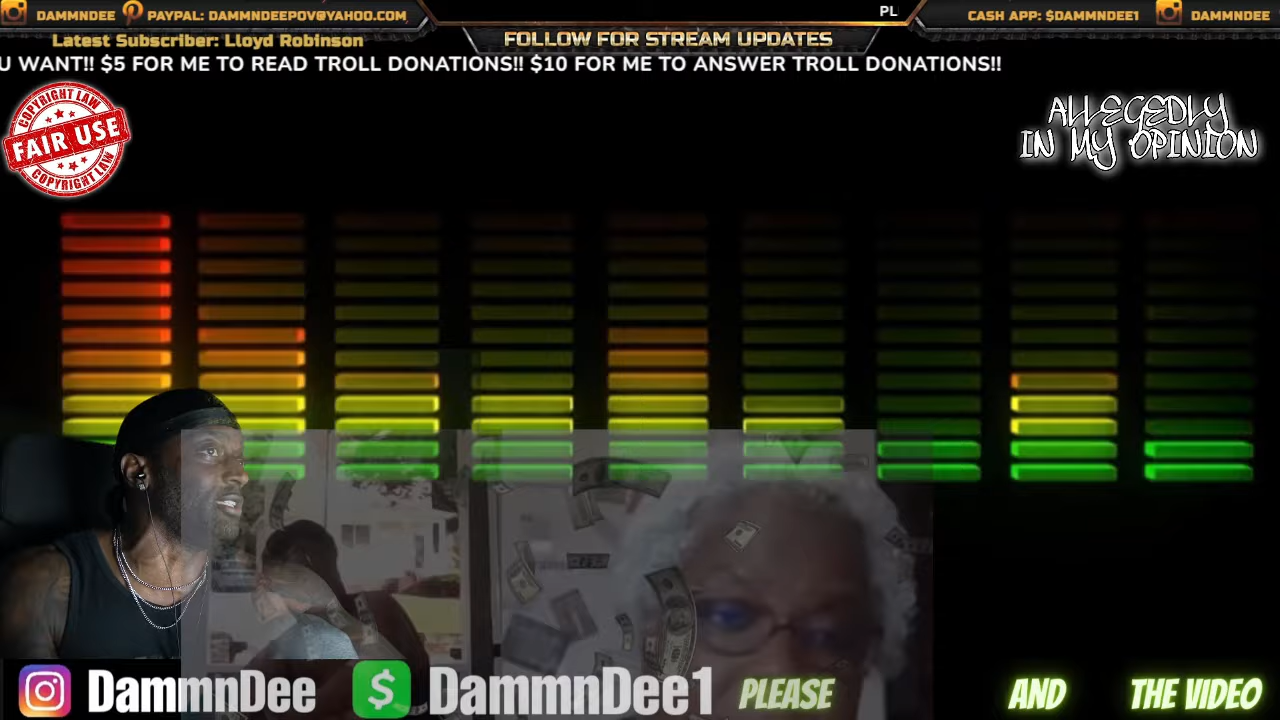 DAMMNDEE PAYPAL: DAMMNDEEPOV@YAHOO.COM
PL
CASH APP: $DAMMNDEE1 DAMMNDEE
Latest Subscriber: Lloyd Robinson
FOLLOW FOR STREAM UPDATES
U WANT!! $5 FOR ME TO READ TROLL DONATIONS!! $10 FOR ME TO ANSWER TROLL DONATIONS!!
COPYRIGHT LAW
FAIR USE
COPYRIGHT LAW
ALLEGEDLY
IN MY OPINION
DammnDee $ DammnDee1 PLEASE AND THE VIDEO